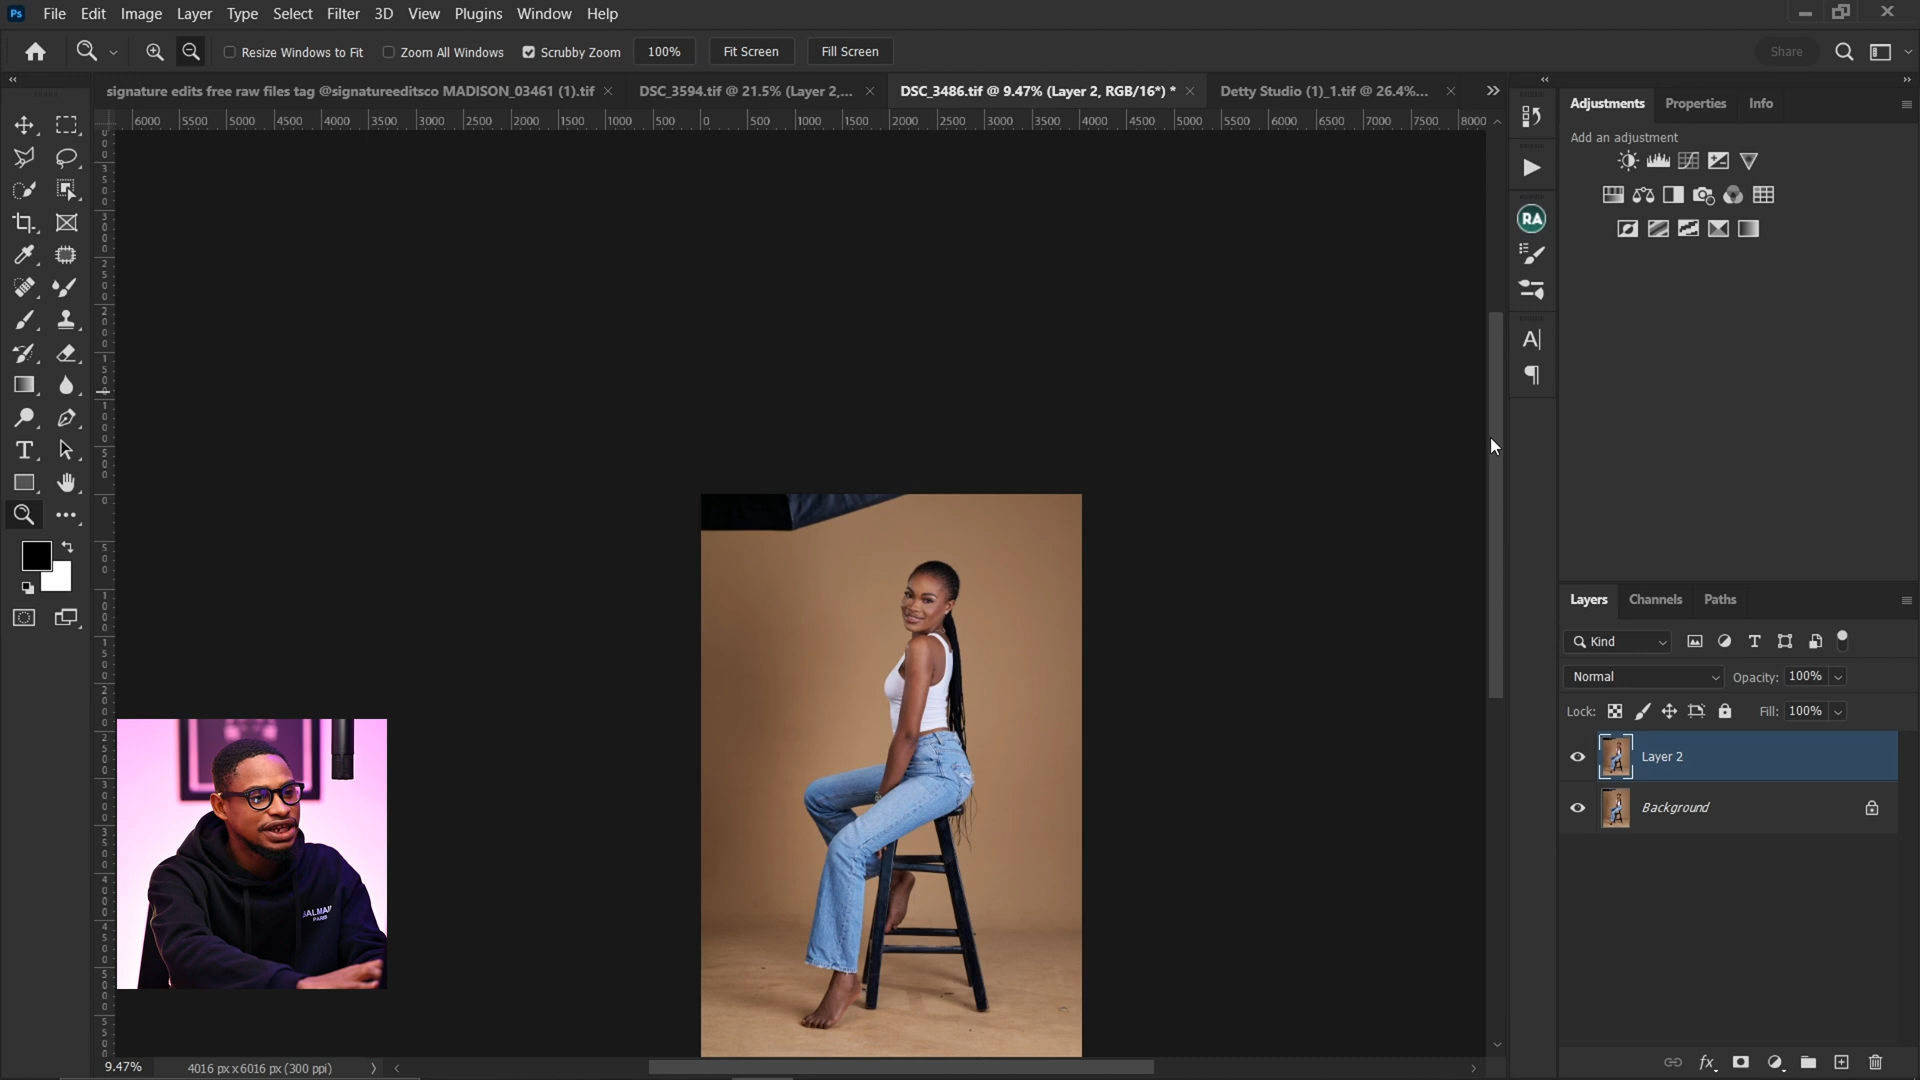 Ps File Edit Image Layer Type Select Filter 3D View Plugins Window Help
Resize Windows to Fit Zoom All Windows Scrubby Zoom 100% Fit Screen Fill Screen Share
signature edits free raw files tag @signatureeditsco MADISON_03461 (1).tif DSC_3594.tif @ 21.5% (Layer 2,... DSC_3486.tif @ 9.47% (Layer 2, RGB/16*) * Detty Studio (1)_1.tif @ 26.4%...
6000 5500 5000 4500 4000 3500 3000 2500 2000 1500 1000 500 0 500 1000 1500 2000 2500 3000 3500 4000 4500 5000 5500 6000 6500 7000 7500 8000
Adjustments Properties Info
Add an adjustment
RA
Layers Channels Paths
Kind
Normal Opacity: 100%
Lock: Fill: 100%
Layer 2
Background
BALMAIN
PARIS
9.47% 4016 px x 6016 px (300 ppi)